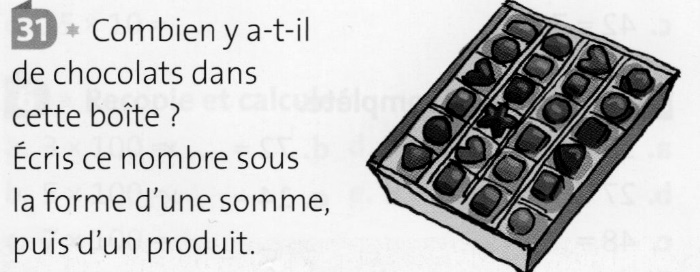 31 * Combien y a-t-il
de chocolats dans
cette boîte ?
Écris ce nombre sous
la forme d'une somme,
puis d'un produit.